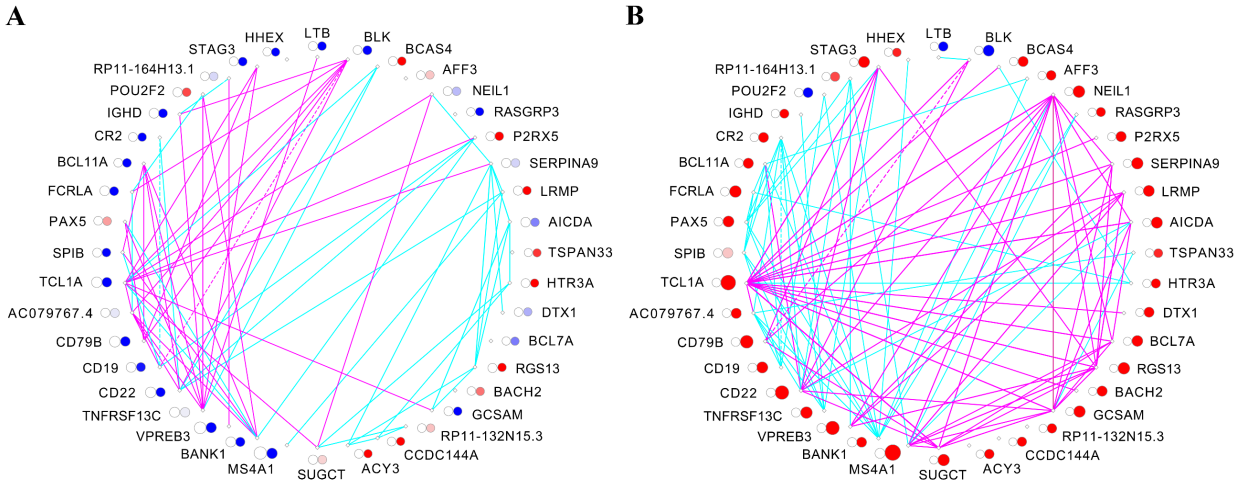 A
LTB
BLK
HHEX
BCAS4
STAG3
AFF3
RP11-164H13.1
NEIL1
POU2F2
RASGRP3
IGHD
P2RX5
CR2
SERPINA9
BCL11A
LRMP
FCRLA
AICDA
PAX5
TSPAN33
SPIB
HTR3A
TCL1A
DTX1
AC079767.4
BCL7A
CD79B
RGS13
CD19
BACH2
CD22
GCSAM
TNFRSF13C
RP11-132N15.3
VPREB3
CCDC144A
BANK1
ACY3
MS4A1
SUGCT
B
LTB
BLK
HHEX
BCAS4
STAG3
AFF3
RP11-164H13.1
NEIL1
POU2F2
RASGRP3
IGHD
P2RX5
CR2
SERPINA9
BCL11A
LRMP
FCRLA
AICDA
PAX5
TSPAN33
SPIB
HTR3A
TCL1A
DTX1
AC079767.4
BCL7A
CD79B
RGS13
CD19
BACH2
CD22
GCSAM
TNFRSF13C
RP11-132N15.3
VPREB3
CCDC144A
BANK1
ACY3
MS4A1
SUGCT